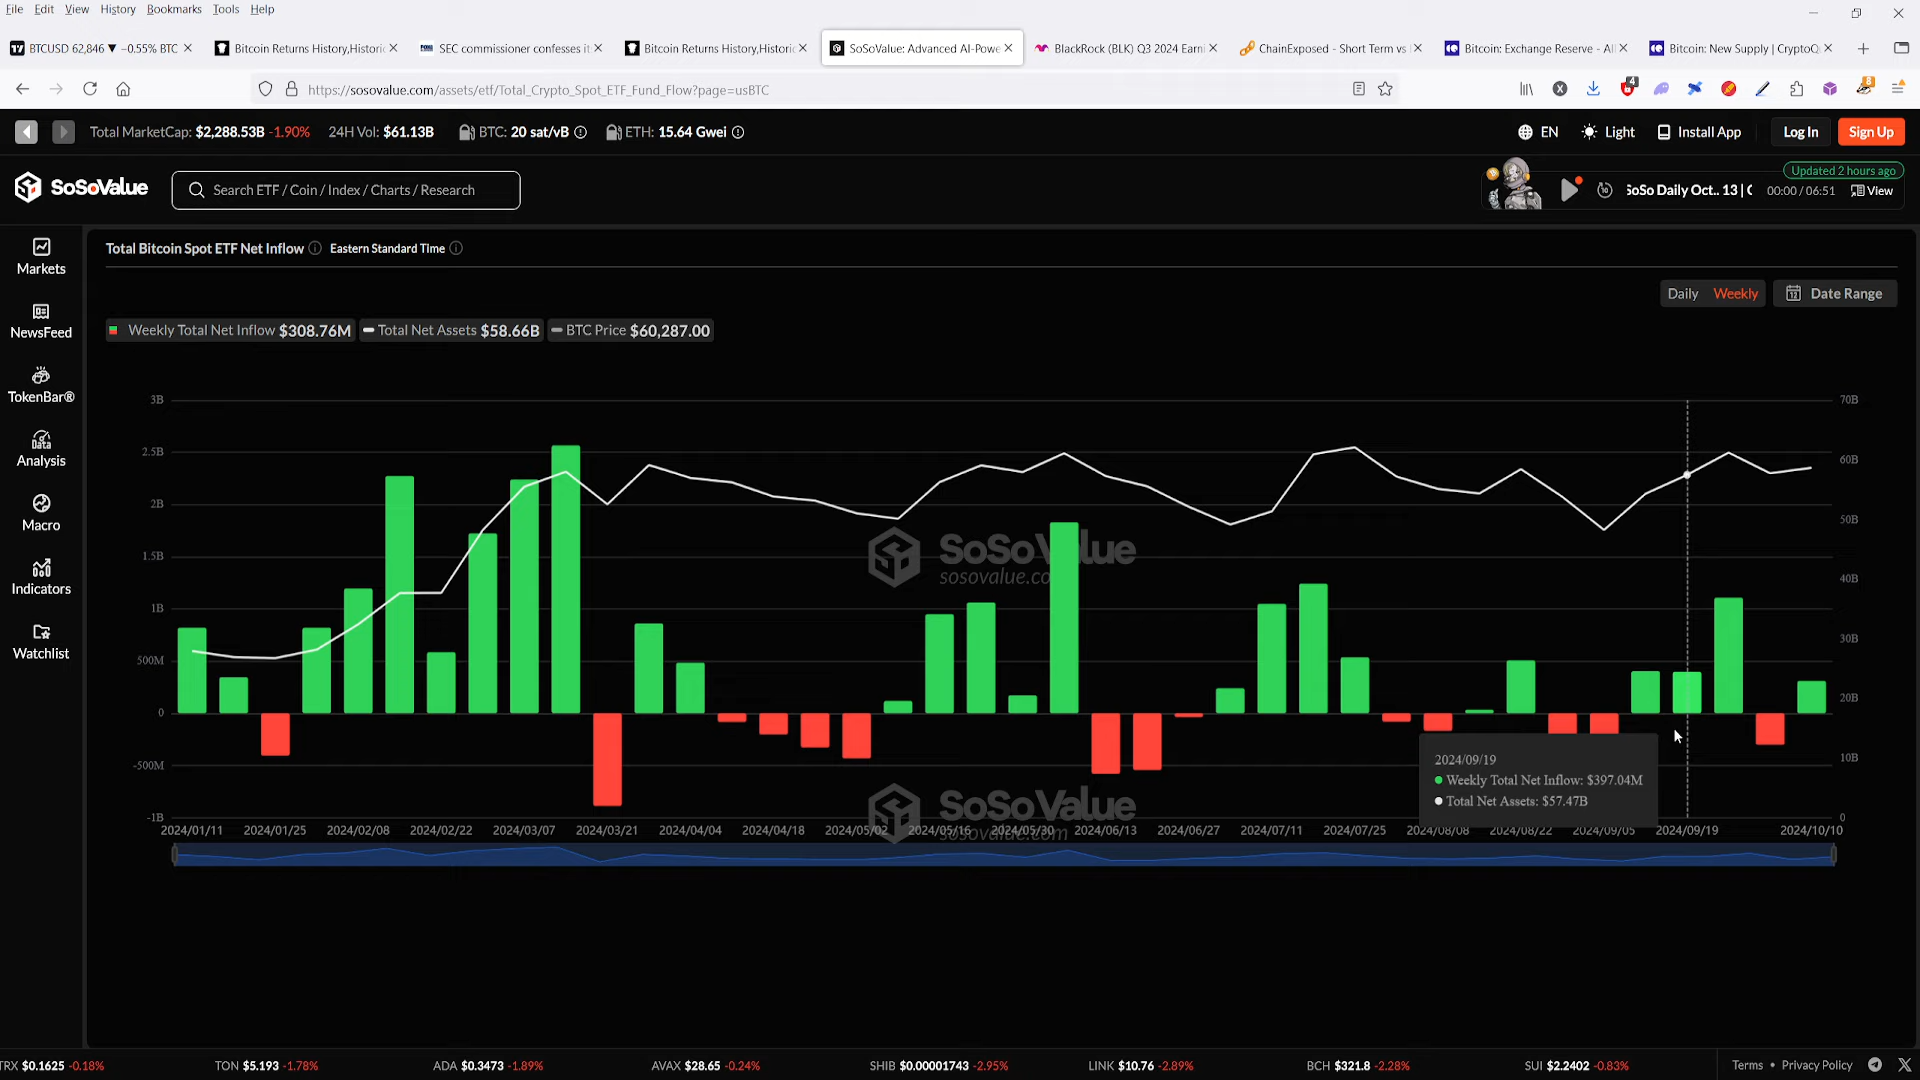 File Edit View History Bookmarks Tools Help
BTCUSD 62,846 ▼ −0.55% BTC
Bitcoin Returns History,Historic
SEC commissioner confesses it
Bitcoin Returns History,Historic
SoSoValue: Advanced AI-Powe
BlackRock (BLK) Q3 2024 Earni
ChainExposed - Short Term vs
Bitcoin: Exchange Reserve - All
Bitcoin: New Supply | CryptoQ
https://sosovalue.com/assets/etf/Total_Crypto_Spot_ETF_Fund_Flow?page=usBTC
4
8
Total MarketCap: $2,288.53B -1.90% 24H Vol: $61.13B BTC: 20 sat/vB ETH: 15.64 Gwei
EN Light Install App Log In Sign Up
SoSoValue
Search ETF / Coin / Index / Charts / Research
Updated 2 hours ago
SoSo Daily Oct.. 13 | 00:00 / 06:51 View
Markets
NewsFeed
TokenBar®
Data
Analysis
Macro
Indicators
Watchlist
Total Bitcoin Spot ETF Net Inflow Eastern Standard Time
Daily Weekly Date Range
Weekly Total Net Inflow $308.76M Total Net Assets $58.66B BTC Price $60,287.00
3B
2.5B
2B
1.5B
1B
500M
0
-500M
-1B
70B
60B
50B
40B
30B
20B
10B
0
SoSoValue
sosovalue.co
SoSoValue
sosovalue.com
2024/09/19
Weekly Total Net Inflow: $397.04M
Total Net Assets: $57.47B
2024/01/11 2024/01/25 2024/02/08 2024/02/22 2024/03/07 2024/03/21 2024/04/04 2024/04/18 2024/05/02 2024/05/16 2024/05/30 2024/06/13 2024/06/27 2024/07/11 2024/07/25 2024/08/08 2024/08/22 2024/09/05 2024/09/19 2024/10/10
TRX $0.1625 -0.18% TON $5.193 -1.78% ADA $0.3473 -1.89% AVAX $28.65 -0.24% SHIB $0.00001743 -2.95% LINK $10.76 -2.89% BCH $321.8 -2.28% SUI $2.2402 -0.83%
Terms • Privacy Policy